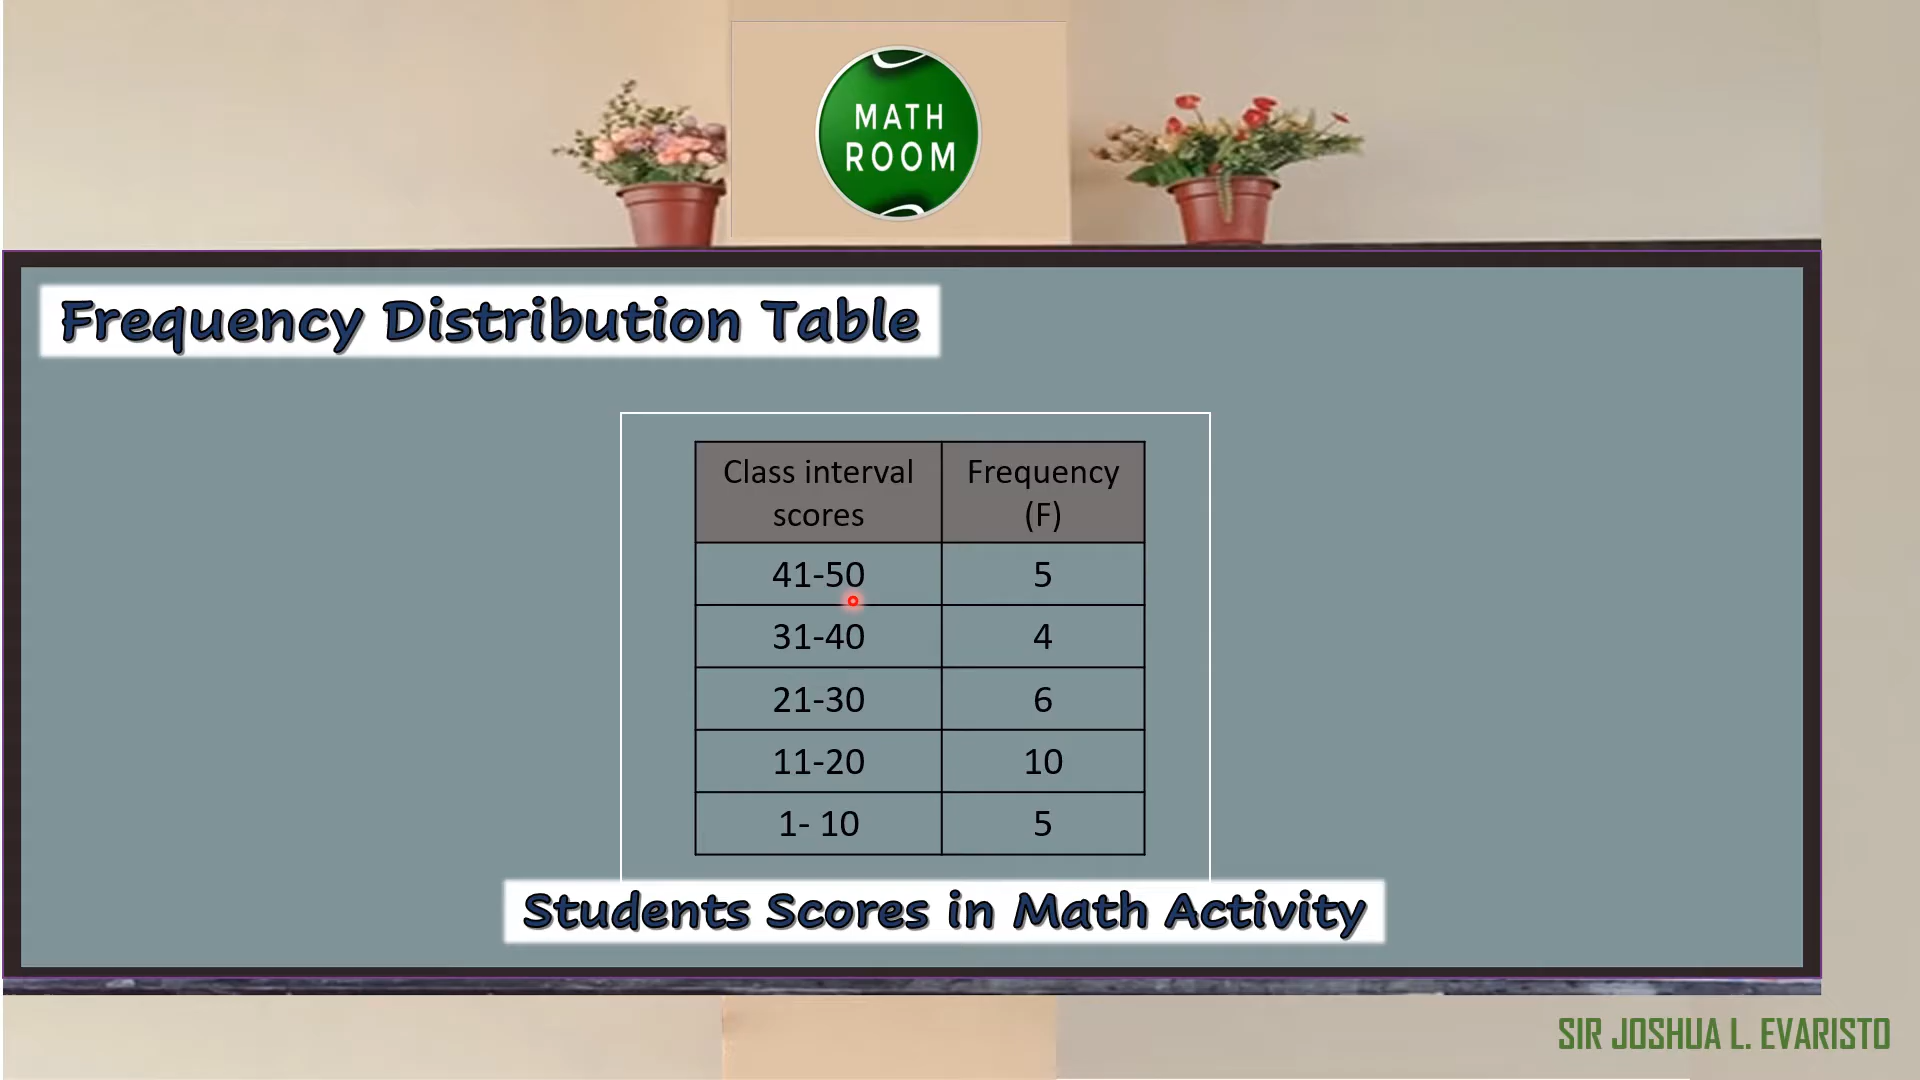 MATH
ROOM
Frequency Distribution Table
Class interval scores Frequency (F)
41-50 5
31-40 4
21-30 6
11-20 10
1- 10 5
Students Scores in Math Activity
SIR JOSHUA L. EVARISTO